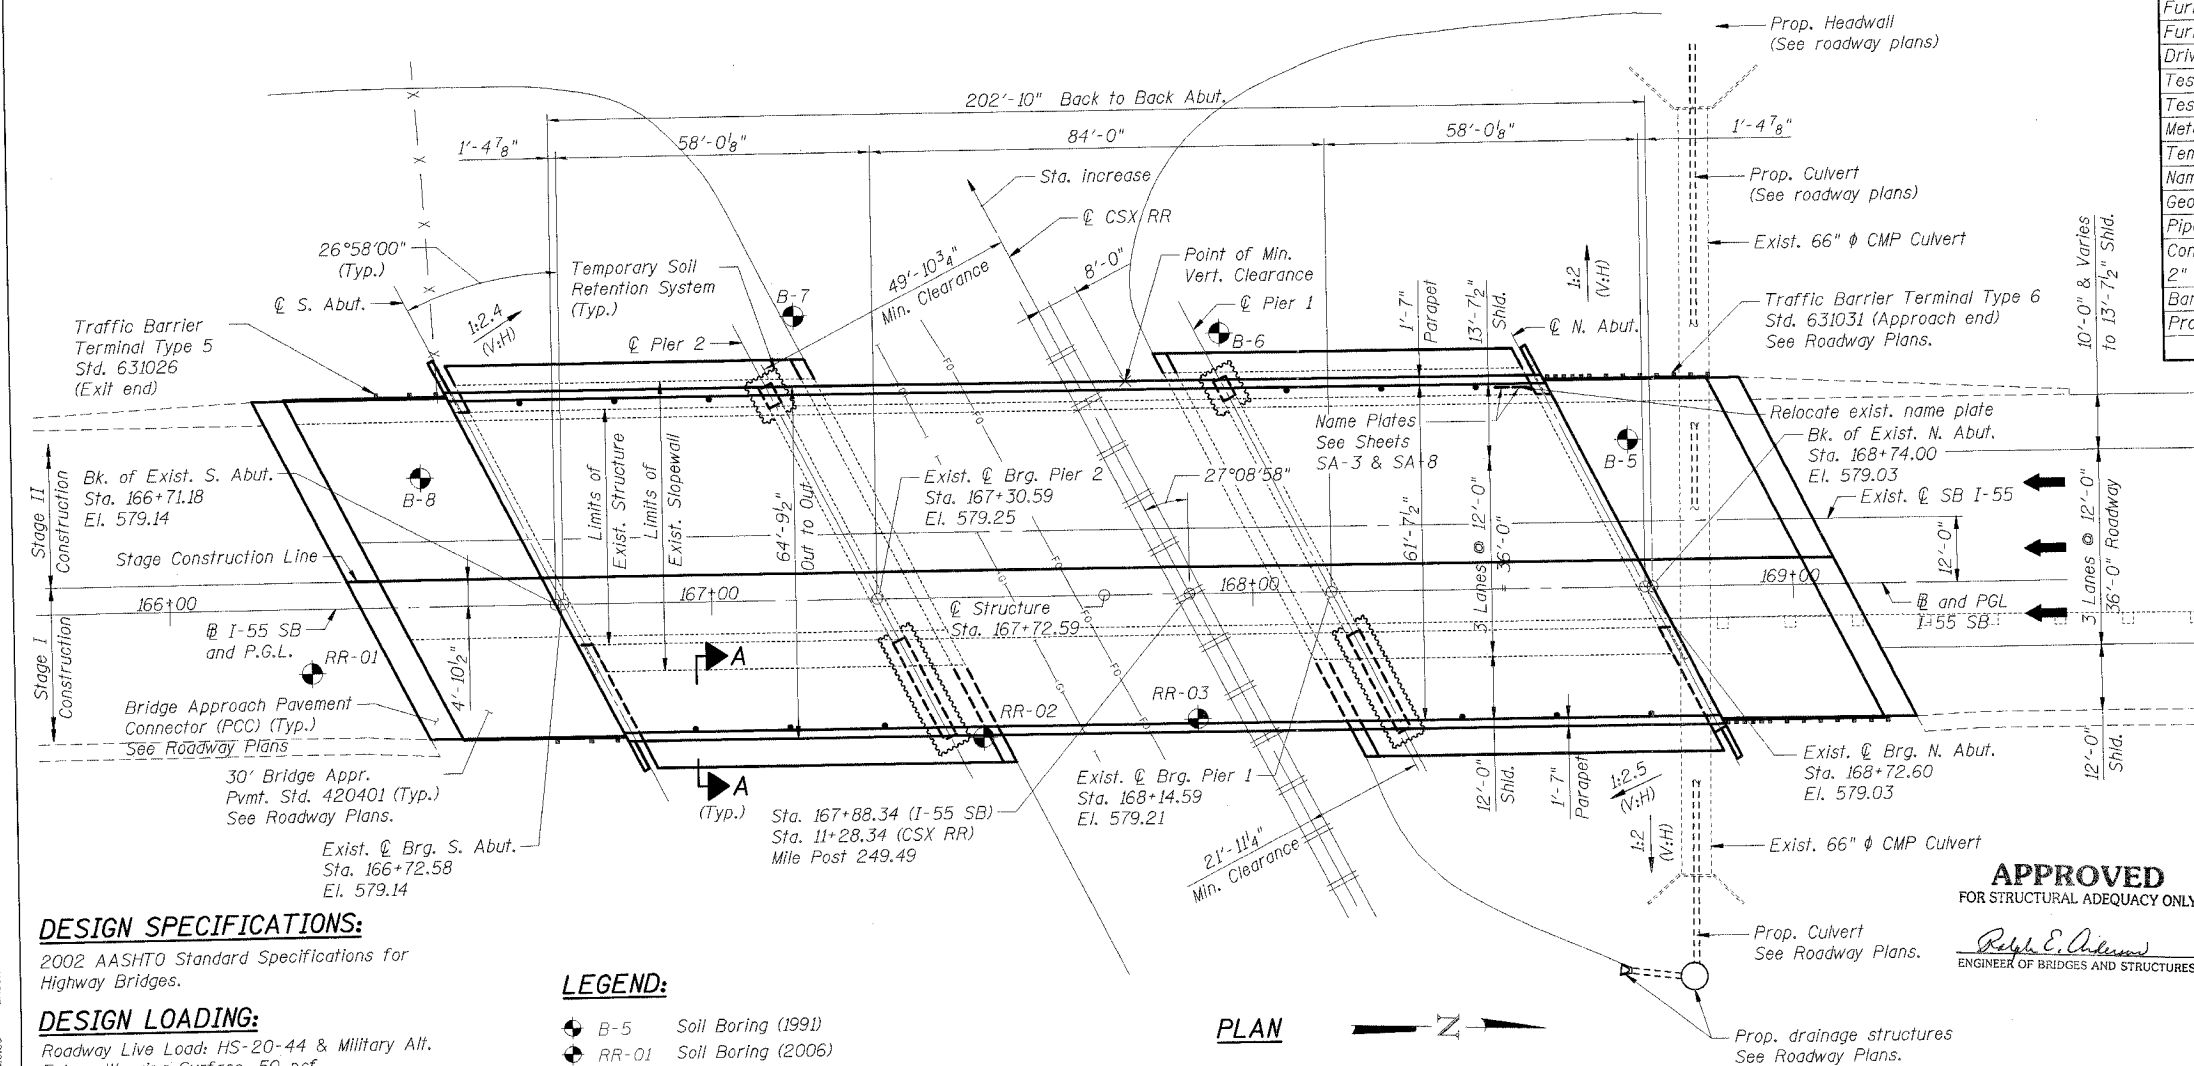 Prop. Headwall
(See roadway plans)
Fur
Fur
Dri
Tes
Tes
Met
Tem
Nam
Geo
Pip
Con
2"
Bar
Pro
202'-10" Back to Back Abut.
1'-4 7/8"
58'-0 1/8"
84'-0"
58'-0 1/8"
1'-4 7/8"
Sta. increase
℄ CSX RR
Prop. Culvert
(See roadway plans)
Exist. 66" ϕ CMP Culvert
10'-0" & Varies
to 13'-7 1/2" Shld.
26°58'00"
(Typ.)
℄ S. Abut.
1:2.4
(V:H)
Temporary Soil
Retention System
(Typ.)
B-7
49'-10 3/4"
Min. Clearance
8'-0"
Point of Min.
Vert. Clearance
℄ Pier 1
B-6
1:2
(V:H)
1'-7"
Parapet
13'-7 1/2"
Shld.
℄ N. Abut.
Traffic Barrier Terminal Type 6
Std. 631031 (Approach end)
See Roadway Plans.
Traffic Barrier
Terminal Type 5
Std. 631026
(Exit end)
℄ Pier 2
Relocate exist. name plate
Name Plates
See Sheets
SA-3 & SA-8
B-5
Bk. of Exist. N. Abut.
Sta. 168+74.00
El. 579.03
Exist. ℄ SB I-55
Stage II
Construction
Bk. of Exist. S. Abut.
Sta. 166+71.18
El. 579.14
B-8
Limits of
Exist. Structure
Limits of
Exist. Slopewall
64'-9 1/2"
Out to Out
Exist. ℄ Brg. Pier 2
Sta. 167+30.59
El. 579.25
27°08'58"
61'-7 1/2"
3 Lanes @ 12'-0"
= 36'-0"
12'-0"
3 Lanes @ 12'-0"
36'-0" Roadway
Stage Construction Line
166+00
167+00
168+00
169+00
℄ Structure
Sta. 167+72.59
B and PGL
I-55 SB
Stage I
Construction
B I-55 SB
and P.G.L.
RR-01
4'-10 1/2"
A
RR-02
RR-03
Bridge Approach Pavement
Connector (PCC) (Typ.)
See Roadway Plans
30' Bridge Appr.
Pvmt. Std. 420401 (Typ.)
See Roadway Plans.
A
(Typ.)
Sta. 167+88.34 (I-55 SB)
Sta. 11+28.34 (CSX RR)
Mile Post 249.49
Exist. ℄ Brg. Pier 1
Sta. 168+14.59
El. 579.21
12'-0"
Shld.
1'-7"
Parapet
1:2.5
(V:H)
1:2
(V:H)
Exist. ℄ Brg. N. Abut.
Sta. 168+72.60
El. 579.03
12'-0"
Shld.
Exist. ℄ Brg. S. Abut.
Sta. 166+72.58
El. 579.14
21'-11 1/4"
Min. Clearance
Exist. 66" ϕ CMP Culvert
APPROVED
FOR STRUCTURAL ADEQUACY ONLY
Ralph E. Anderson
ENGINEER OF BRIDGES AND STRUCTURES
Prop. Culvert
See Roadway Plans.
Prop. drainage structures
See Roadway Plans.
DESIGN SPECIFICATIONS:
2002 AASHTO Standard Specifications for
Highway Bridges.
DESIGN LOADING:
Roadway Live Load: HS-20-44 & Military Alt.
LEGEND:
B-5 Soil Boring (1991)
RR-01 Soil Boring (2006)
PLAN
Z